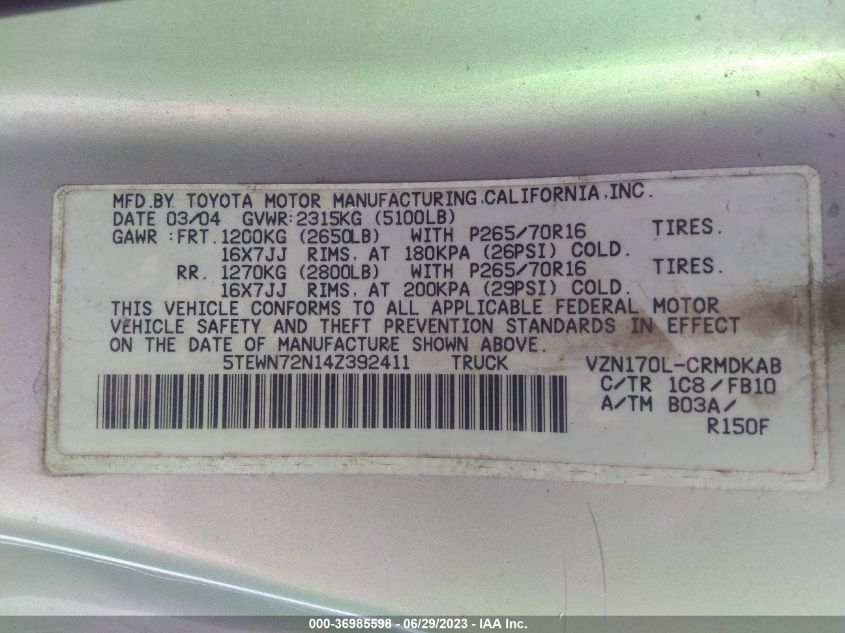 MFD.BY TOYOTA MOTOR MANUFACTURING.CALIFORNIA.INC.
DATE 03/04 GVWR:2315KG (5100LB)
GAWR :FRT.1200KG (2650LB) WITH P265/70R16 TIRES.
16X7JJ RIMS, AT 180KPA (26PSI) COLD.
RR. 1270KG (2800LB) WITH P265/70R16 TIRES.
16X7JJ RIMS, AT 200KPA (29PSI) COLD.
THIS VEHICLE CONFORMS TO ALL APPLICABLE FEDERAL MOTOR
VEHICLE SAFETY AND THEFT PREVENTION STANDARDS IN EFFECT
ON THE DATE OF MANUFACTURE SHOWN ABOVE.
5TEWN72N14Z392411 TRUCK VZN170L-CRMDKAB
C/TR 1C8/FB10
A/TM B03A/
R150F
000-36985598 - 06/29/2023 - IAA Inc.